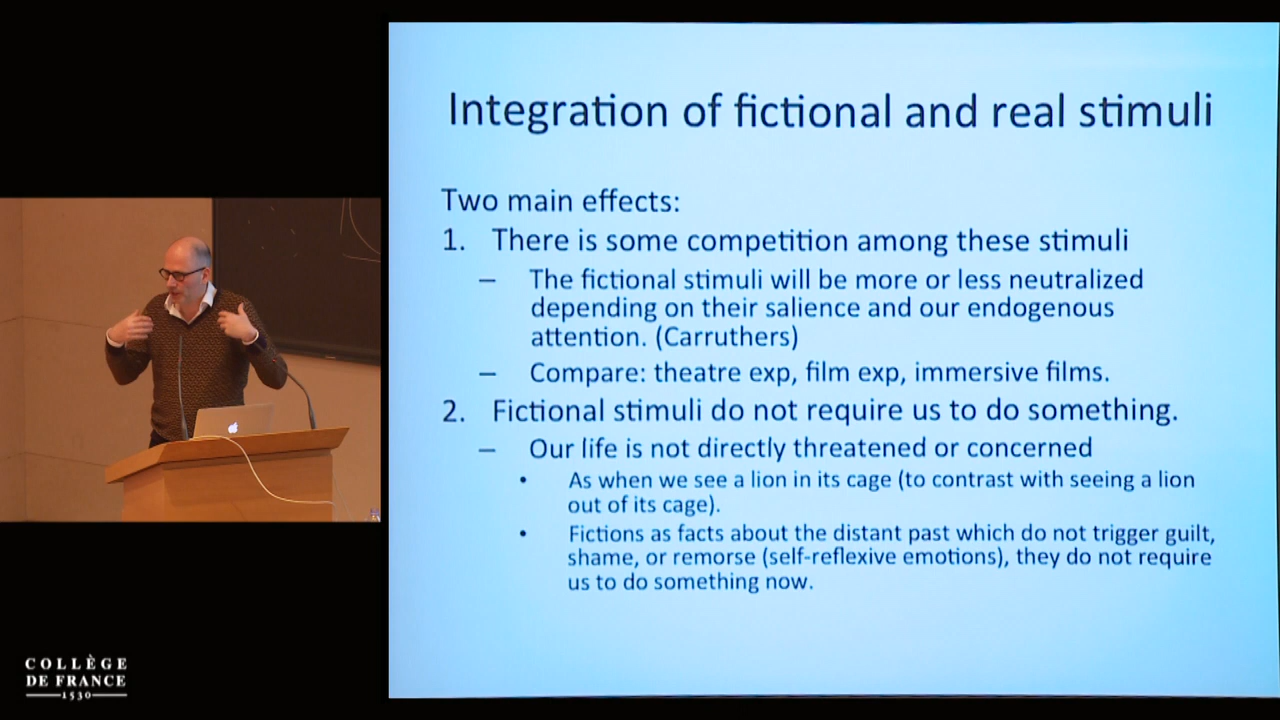 Integration of fictional and real stimuli
Two main effects:
1. There is some competition among these stimuli
– The fictional stimuli will be more or less neutralized
depending on their salience and our endogenous
attention. (Carruthers)
– Compare: theatre exp, film exp, immersive films.
2. Fictional stimuli do not require us to do something.
– Our life is not directly threatened or concerned
• As when we see a lion in its cage (to contrast with seeing a lion
out of its cage).
• Fictions as facts about the distant past which do not trigger guilt,
shame, or remorse (self-reflexive emotions), they do not require
us to do something now.
COLLÈGE
DE FRANCE
1530